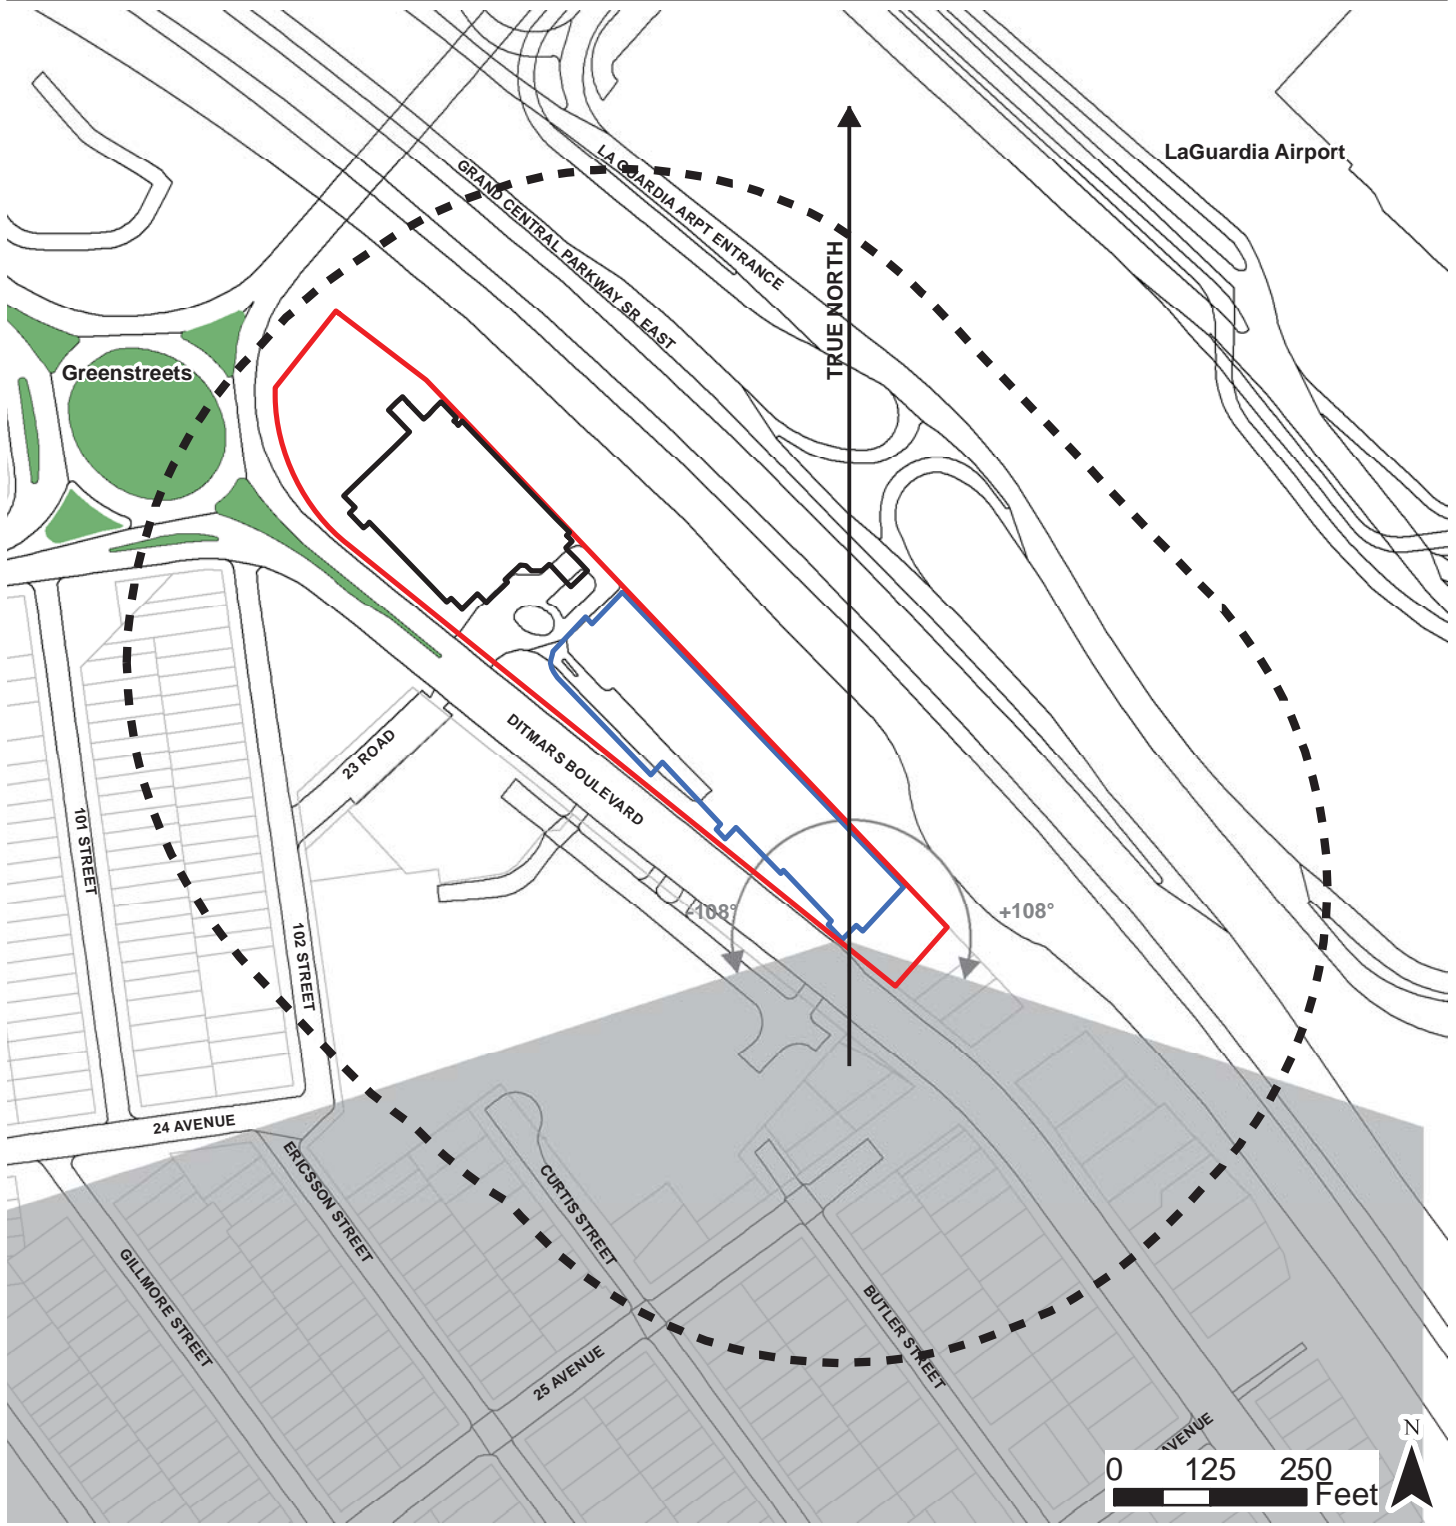 LaGuardia Airport
LA GUARDIA ARPT ENTRANCE
GRAND CENTRAL PARKWAY SR EAST
TRUE NORTH
Greenstreets
DITMARS BOULEVARD
23 ROAD
101 STREET
102 STREET
-108°
+108°
24 AVENUE
ERICSSON STREET
CURTIS STREET
GILLMORE STREET
BUTLER STREET
25 AVENUE
AVENUE
N
0 125 250
Feet